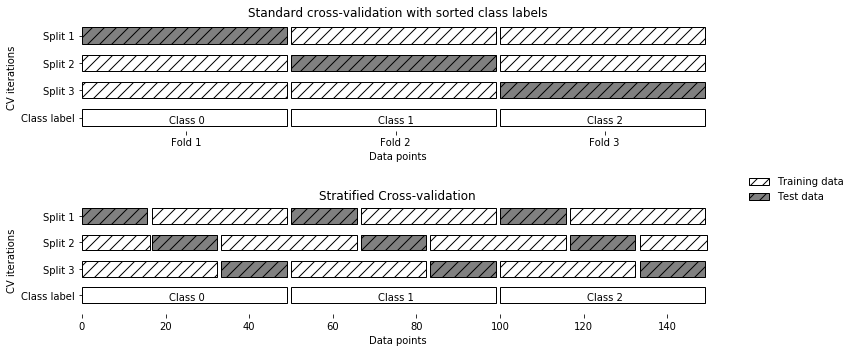 Standard cross-validation with sorted class labels
CV iterations
Split 1
Split 2
Split 3
Class label Class 0 Class 1 Class 2
Fold 1 Fold 2 Fold 3
Data points
Training data
Test data
Stratified Cross-validation
CV iterations
Split 1
Split 2
Split 3
Class label Class 0 Class 1 Class 2
0 20 40 60 80 100 120 140
Data points